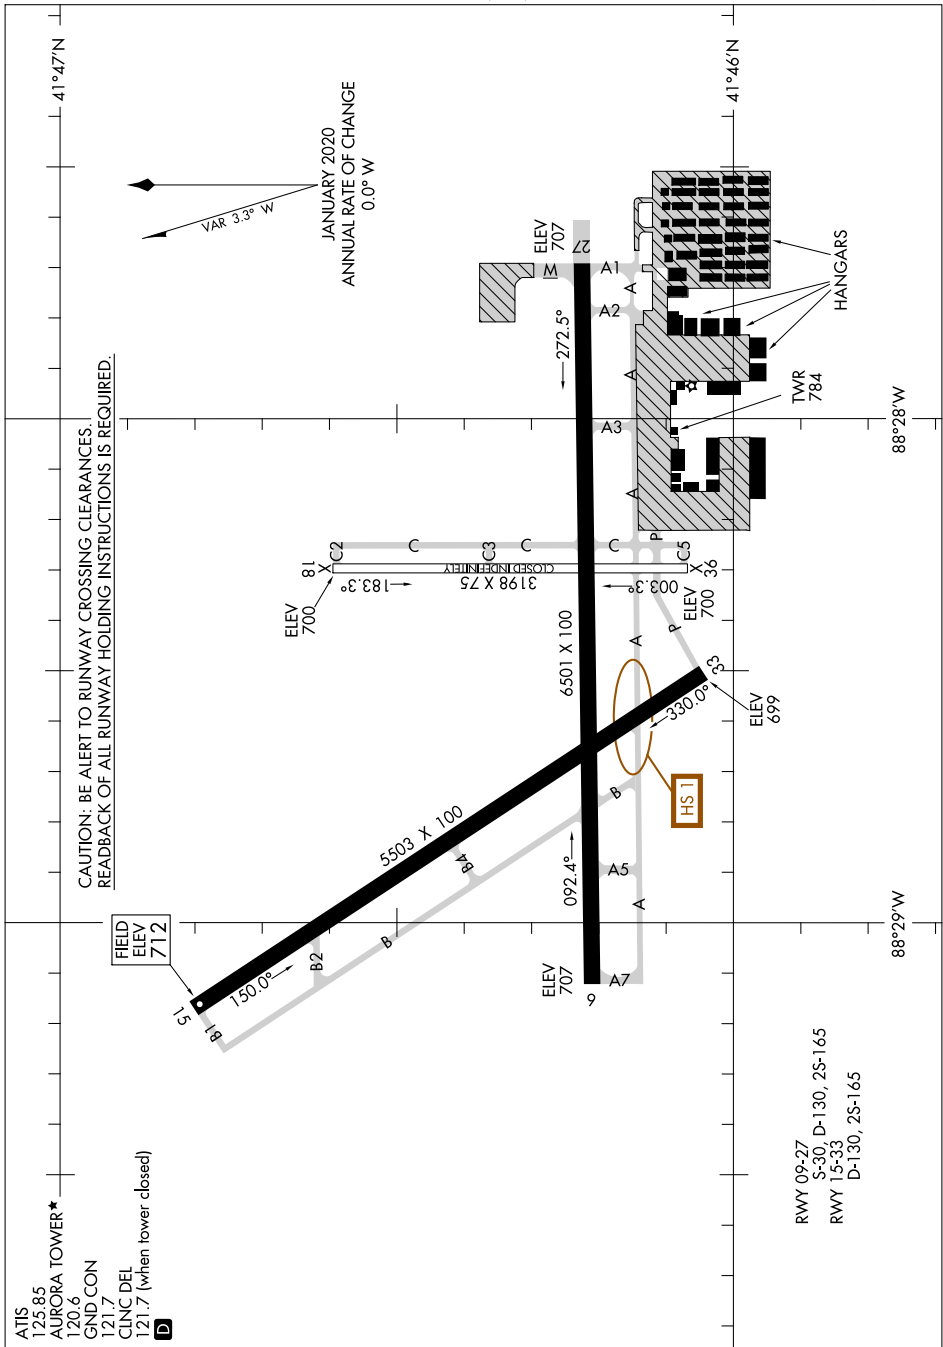 ATIS
125.85
AURORA TOWER★
120.6
GND CON
121.7
CLNC DEL
121.7 (when tower closed)
D
CAUTION: BE ALERT TO RUNWAY CROSSING CLEARANCES.
READBACK OF ALL RUNWAY HOLDING INSTRUCTIONS IS REQUIRED.
41°47'N
VAR 3.3° W
JANUARY 2020
ANNUAL RATE OF CHANGE
0.0° W
FIELD
ELEV
712
15
150.0°
B1
B2
B
B4
5503 X 100
B
ELEV
700
18
X
183.3°
3198 X 75
CLOSED INDEFINITELY
003.3°
X
36
ELEV
700
C2
C
C3
C
C
C5
ELEV
707
9
092.4°
6501 X 100
272.5°
27
ELEV
707
W
A7
A5
A
A
A3
A
A
A2
A
A1
P
P
HS 1
330.0°
33
ELEV
699
TWR
784
HANGARS
41°46'N
88°29'W
88°28'W
RWY 09-27
S-30, D-130, 2S-165
RWY 15-33
D-130, 2S-165